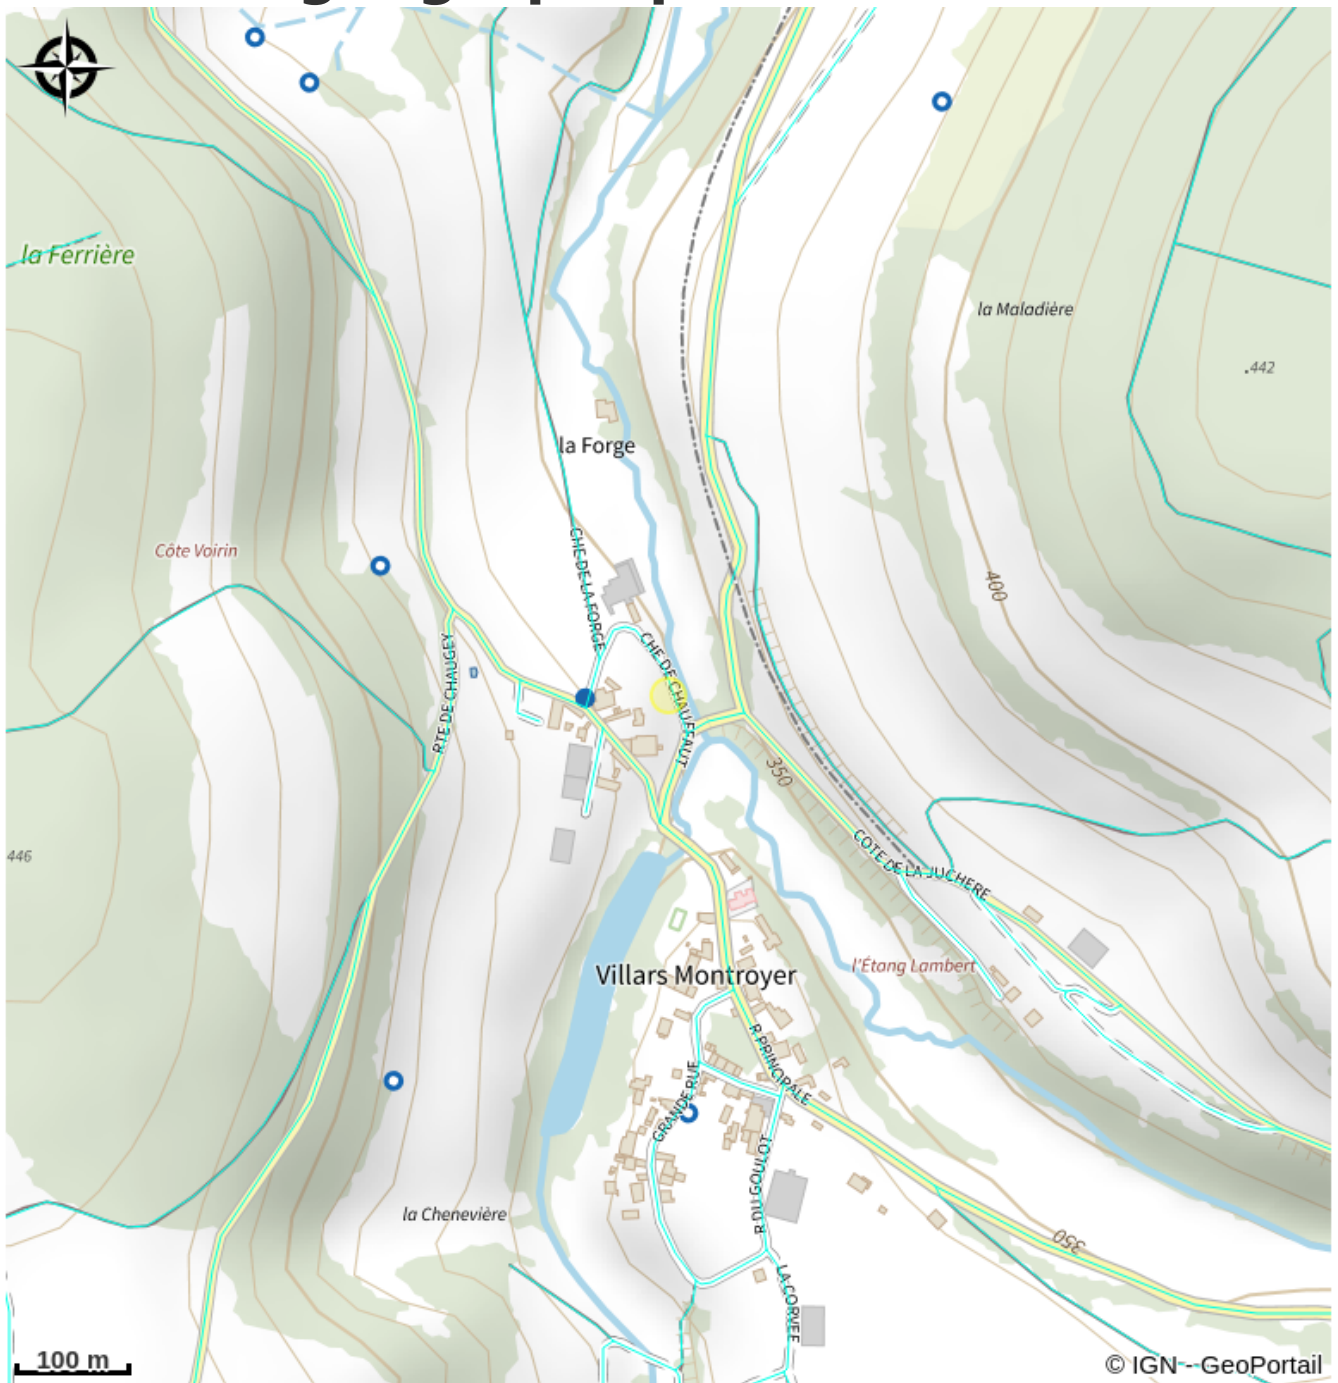 la Ferrière
la Maladière
.442
la Forge
Côte Voirin
400
CHE DE LA FORGE
CHE DE CHAUFFAUT
RTE DE CHAUGEY
350
446
COTE DE LA JUCHERE
l'Étang Lambert
Villars Montroyer
R PRINCIPALE
GRANDE RUE
R DU GOULOT
la Chenevière
350
LA CORVEE
100 m
© IGN - GeoPortail